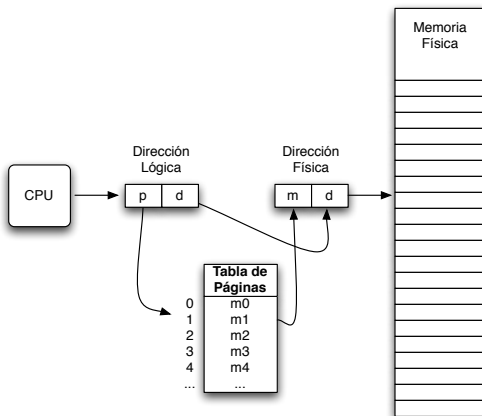 Memoria
Física
Dirección
Lógica
Dirección
Física
CPU
p d
m d
Tabla de
Páginas
0 m0
1 m1
2 m2
3 m3
4 m4
... ...